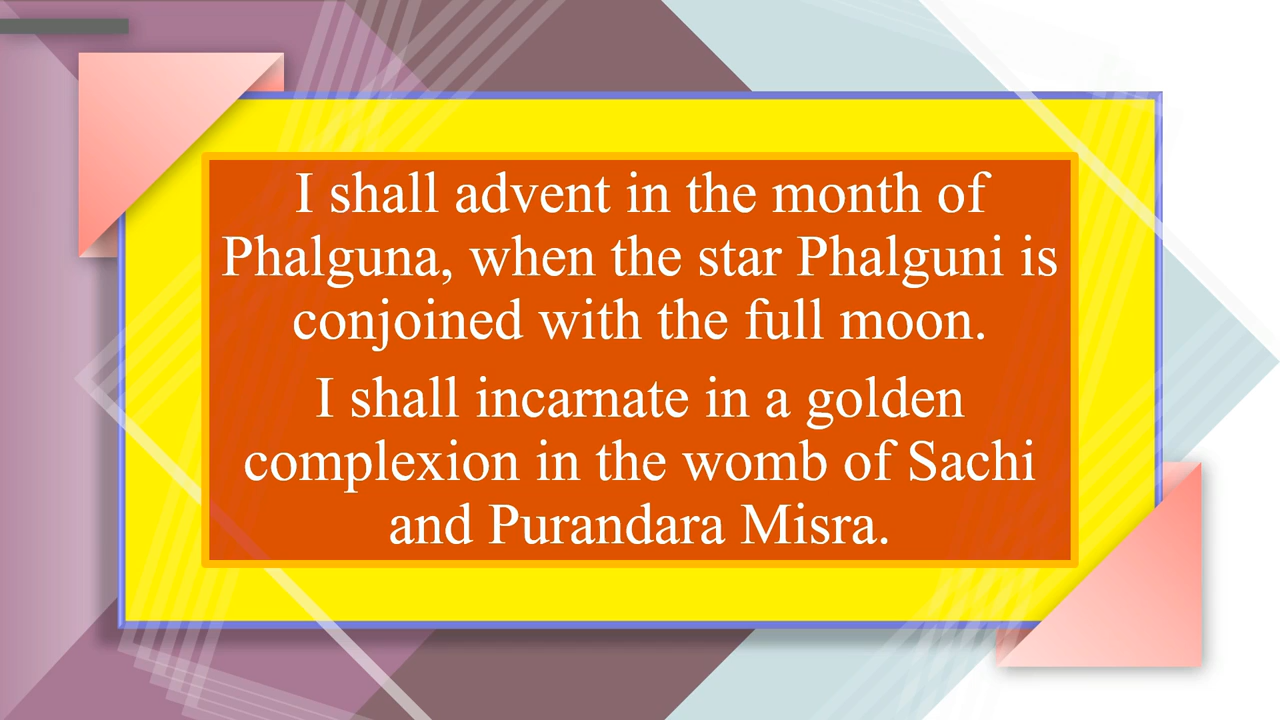 I shall advent in the month of
Phalguna, when the star Phalguni is
conjoined with the full moon.
I shall incarnate in a golden
complexion in the womb of Sachi
and Purandara Misra.